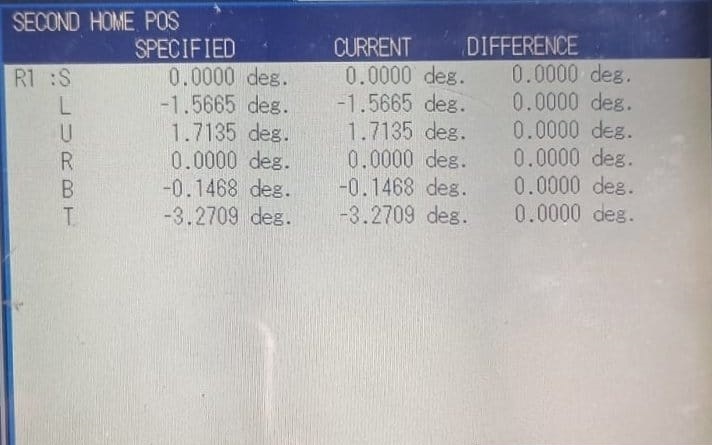 SECOND HOME POS
SPECIFIED CURRENT DIFFERENCE
R1 :S 0.0000 deg. 0.0000 deg. 0.0000 deg.
L -1.5665 deg. -1.5665 deg. 0.0000 deg.
U 1.7135 deg. 1.7135 deg. 0.0000 deg.
R 0.0000 deg. 0.0000 deg. 0.0000 deg.
B -0.1468 deg. -0.1468 deg. 0.0000 deg.
T -3.2709 deg. -3.2709 deg. 0.0000 deg.